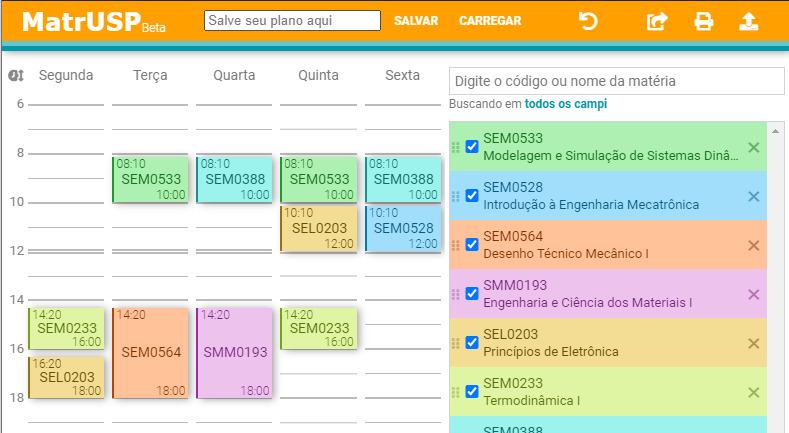 MatrUSP Beta
Salve seu plano aqui
SALVAR
CARREGAR
Segunda
Terça
Quarta
Quinta
Sexta
6
8
10
12
14
16
18
14:20
SEM0233
16:00
16:20
SEL0203
18:00
08:10
SEM0533
10:00
14:20
SEM0564
18:00
08:10
SEM0388
10:00
14:20
SMM0193
18:00
08:10
SEM0533
10:00
10:10
SEL0203
12:00
14:20
SEM0233
16:00
08:10
SEM0388
10:00
10:10
SEM0528
12:00
Digite o código ou nome da matéria
Buscando em todos os campi
SEM0533
Modelagem e Simulação de Sistemas Dinâ...
SEM0528
Introdução à Engenharia Mecatrônica
SEM0564
Desenho Técnico Mecânico I
SMM0193
Engenharia e Ciência dos Materiais I
SEL0203
Princípios de Eletrônica
SEM0233
Termodinâmica I
SEM0388